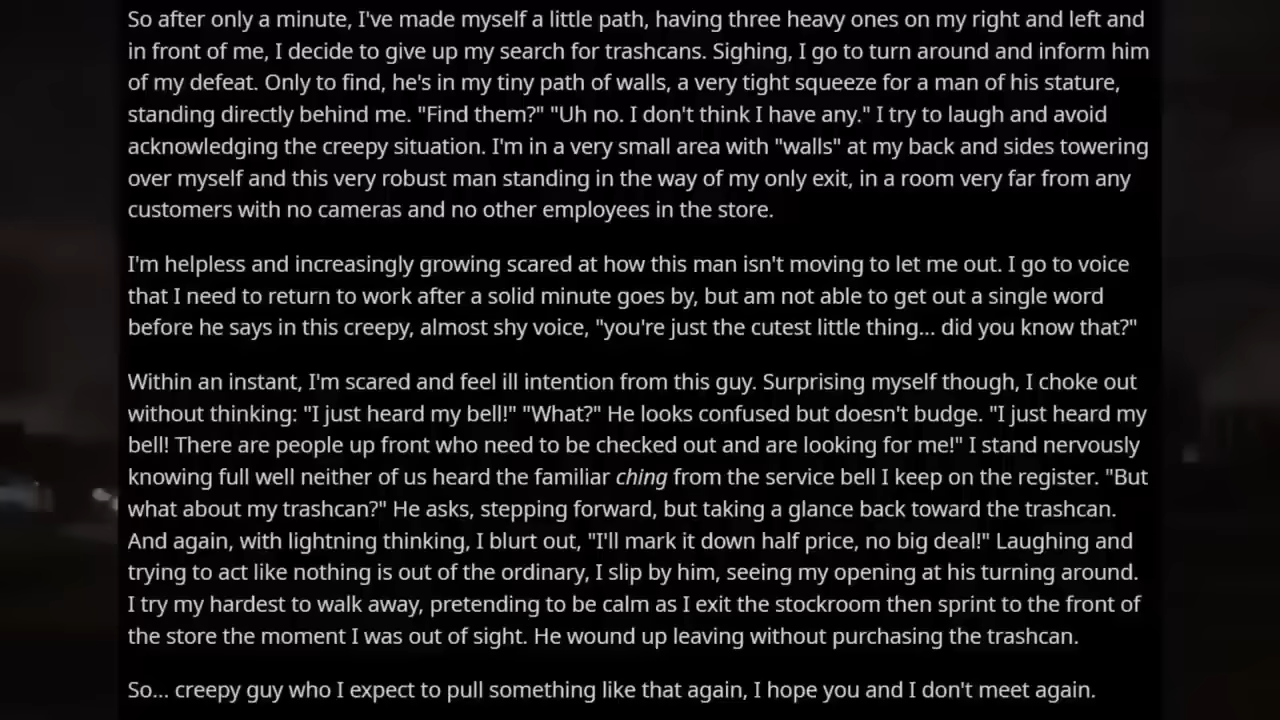 So after only a minute, I've made myself a little path, having three heavy ones on my right and left and
in front of me, I decide to give up my search for trashcans. Sighing, I go to turn around and inform him
of my defeat. Only to find, he's in my tiny path of walls, a very tight squeeze for a man of his stature,
standing directly behind me. "Find them?" "Uh no. I don't think I have any." I try to laugh and avoid
acknowledging the creepy situation. I'm in a very small area with "walls" at my back and sides towering
over myself and this very robust man standing in the way of my only exit, in a room very far from any
customers with no cameras and no other employees in the store.
I'm helpless and increasingly growing scared at how this man isn't moving to let me out. I go to voice
that I need to return to work after a solid minute goes by, but am not able to get out a single word
before he says in this creepy, almost shy voice, "you're just the cutest little thing... did you know that?"
Within an instant, I'm scared and feel ill intention from this guy. Surprising myself though, I choke out
without thinking: "I just heard my bell!" "What?" He looks confused but doesn't budge. "I just heard my
bell! There are people up front who need to be checked out and are looking for me!" I stand nervously
knowing full well neither of us heard the familiar ching from the service bell I keep on the register. "But
what about my trashcan?" He asks, stepping forward, but taking a glance back toward the trashcan.
And again, with lightning thinking, I blurt out, "I'll mark it down half price, no big deal!" Laughing and
trying to act like nothing is out of the ordinary, I slip by him, seeing my opening at his turning around.
I try my hardest to walk away, pretending to be calm as I exit the stockroom then sprint to the front of
the store the moment I was out of sight. He wound up leaving without purchasing the trashcan.
So... creepy guy who I expect to pull something like that again, I hope you and I don't meet again.